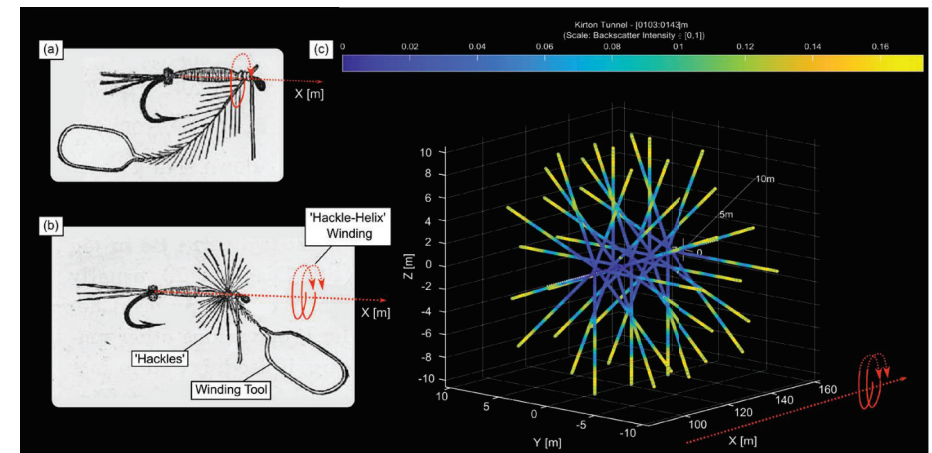 Kirton Tunnel - [0103:0143]m
(Scale: Backscatter Intensity : [0,1])
(a)
(c)
0 0.02 0.04 0.06 0.08 0.1 0.12 0.14 0.16
X [m]
(b)
'Hackle-Helix'
Winding
X [m]
'Hackles'
Winding Tool
10m
5m
0
Z [m]
10
8
6
4
2
0
-2
-4
-6
-8
-10
10 5 0 -5 -10
Y [m]
100 120 140 160
X [m]